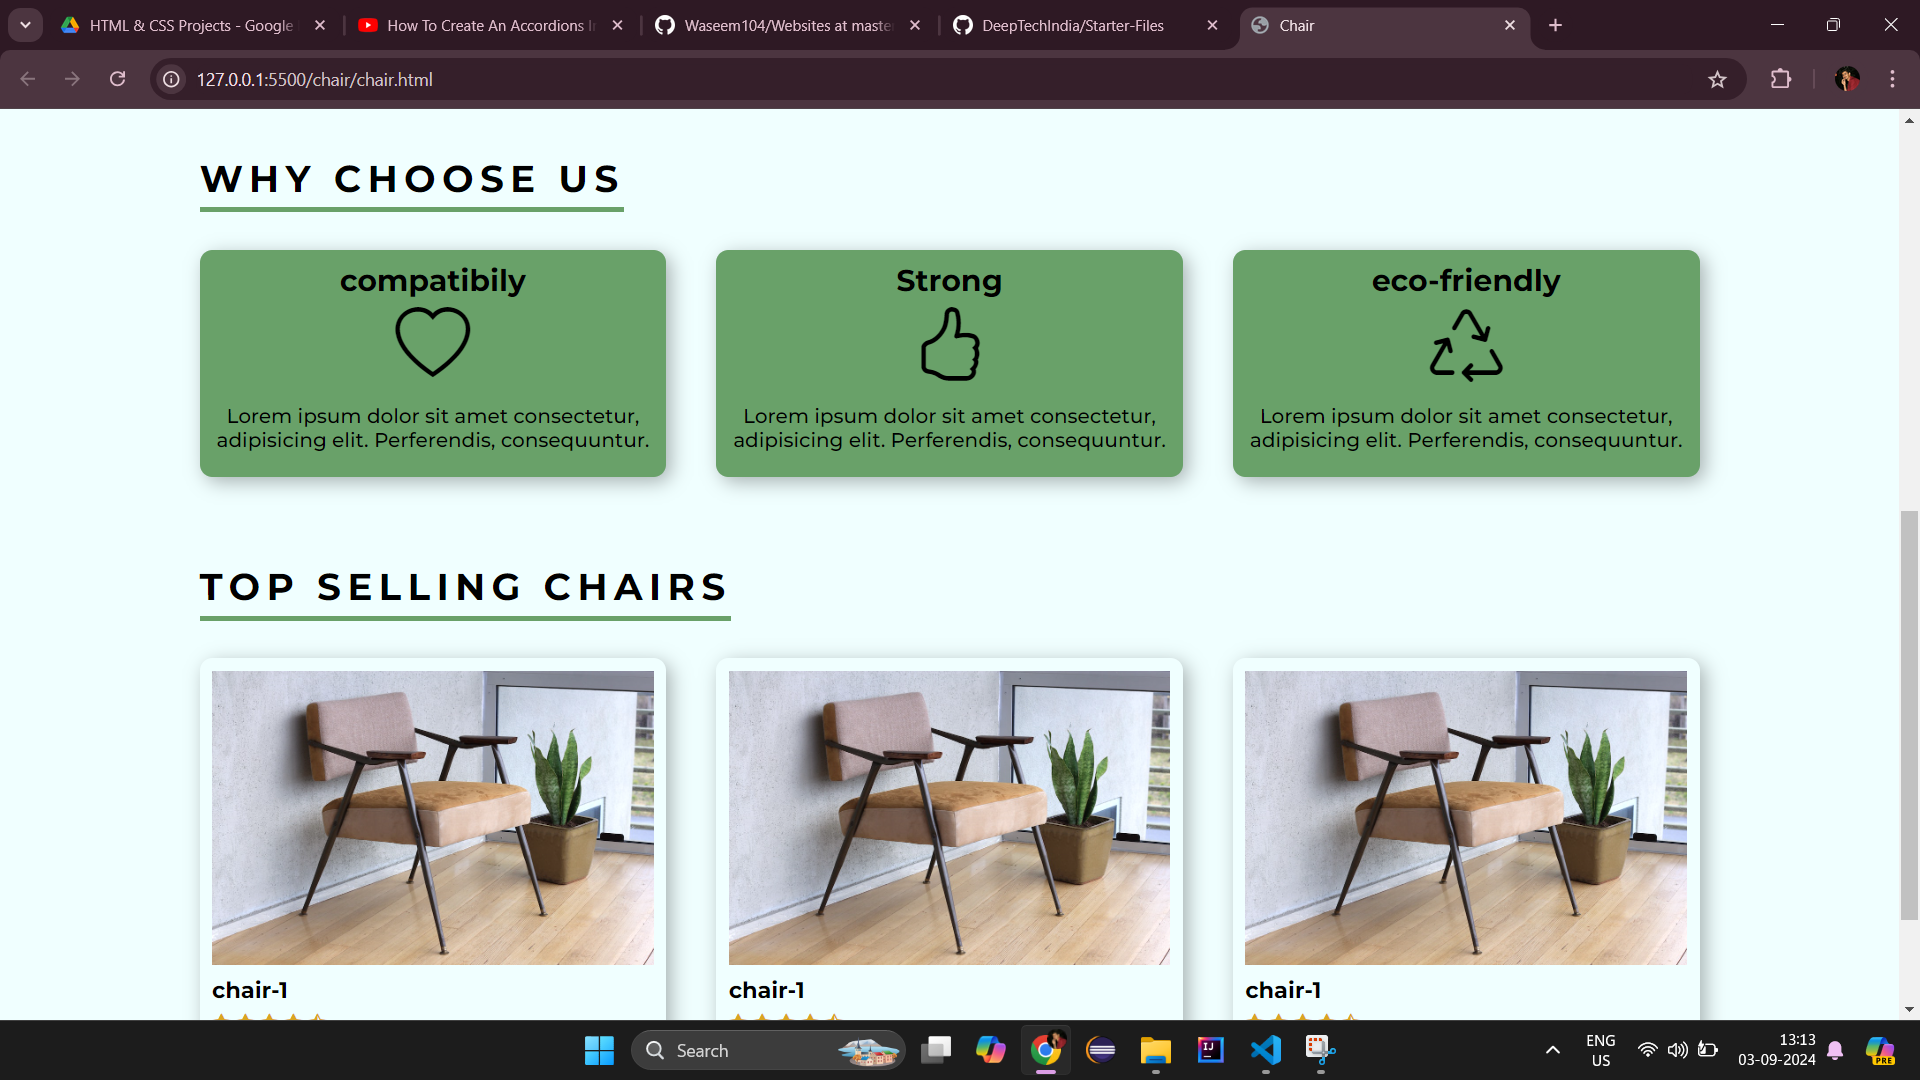 HTML & CSS Projects - Google
How To Create An Accordions I
Waseem104/Websites at maste
DeepTechIndia/Starter-Files
Chair
127.0.0.1:5500/chair/chair.html
WHY CHOOSE US
compatibily
Strong
eco-friendly
Lorem ipsum dolor sit amet consectetur,
adipisicing elit. Perferendis, consequuntur.
Lorem ipsum dolor sit amet consectetur,
adipisicing elit. Perferendis, consequuntur.
Lorem ipsum dolor sit amet consectetur,
adipisicing elit. Perferendis, consequuntur.
TOP SELLING CHAIRS
chair-1
chair-1
chair-1
Search
IJ
ENG
US
13:13
03-09-2024
PRE